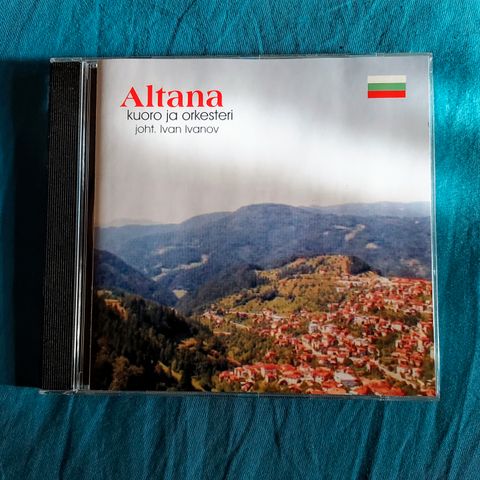 Altana
kuoro ja orkesteri
joht. Ivan Ivanov